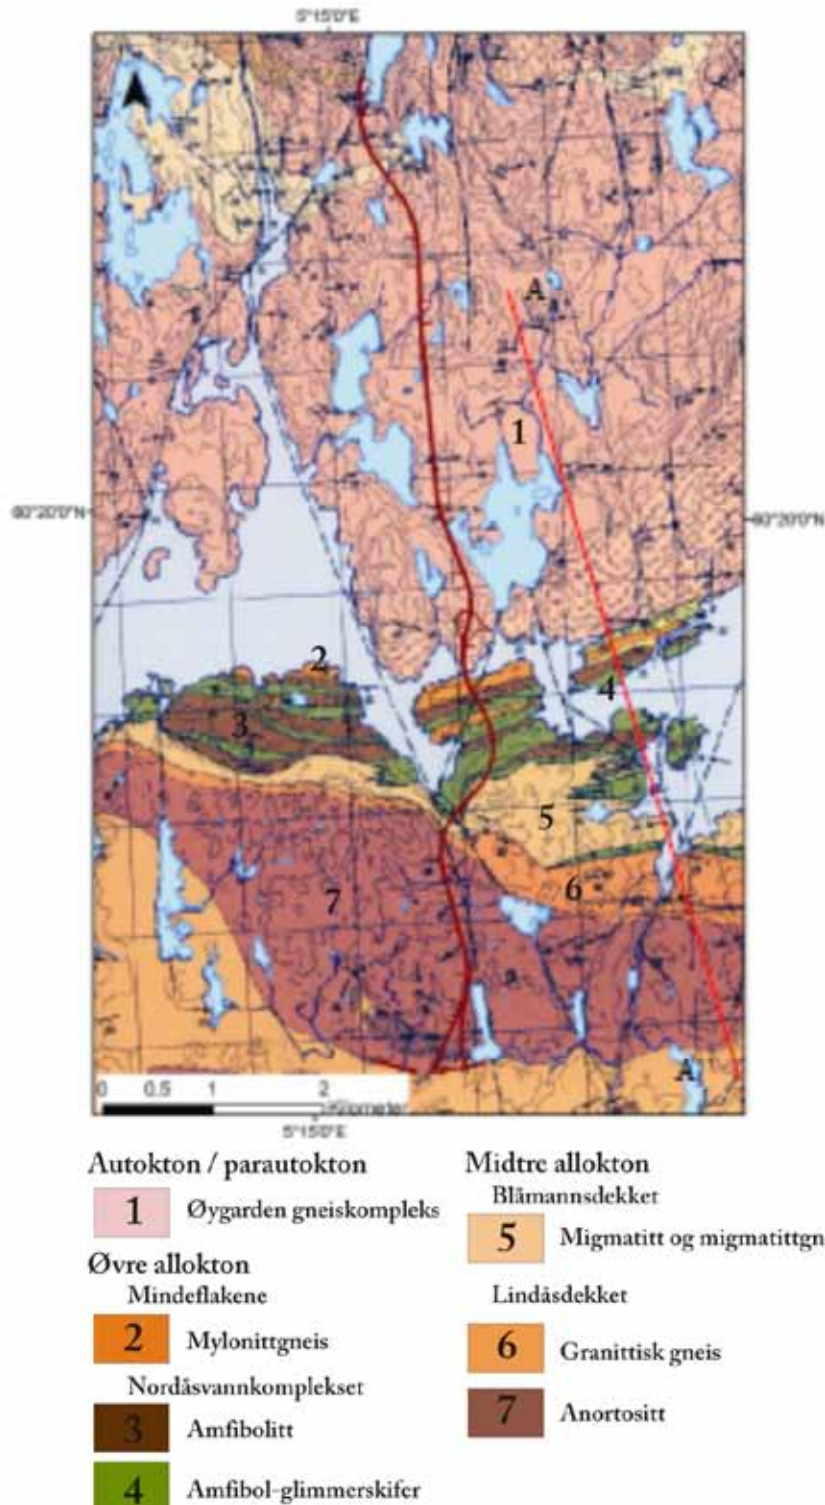 5°15'0"E
A
1
60°20'0"N
60°20'0"N
2
4
3
5
6
7
A
0 0.5 1 2
Kilometer
5°15'0"E
Autokton / parautokton
1 Øygarden gneiskompleks
Øvre allokton
Mindeflakene
2 Mylonittgneis
Nordåsvannkomplekset
3 Amfibolitt
4 Amfibol-glimmerskifer
Midtre allokton
Blåmannsdekket
5 Migmatitt og migmatittgn
Lindåsdekket
6 Granittisk gneis
7 Anortositt